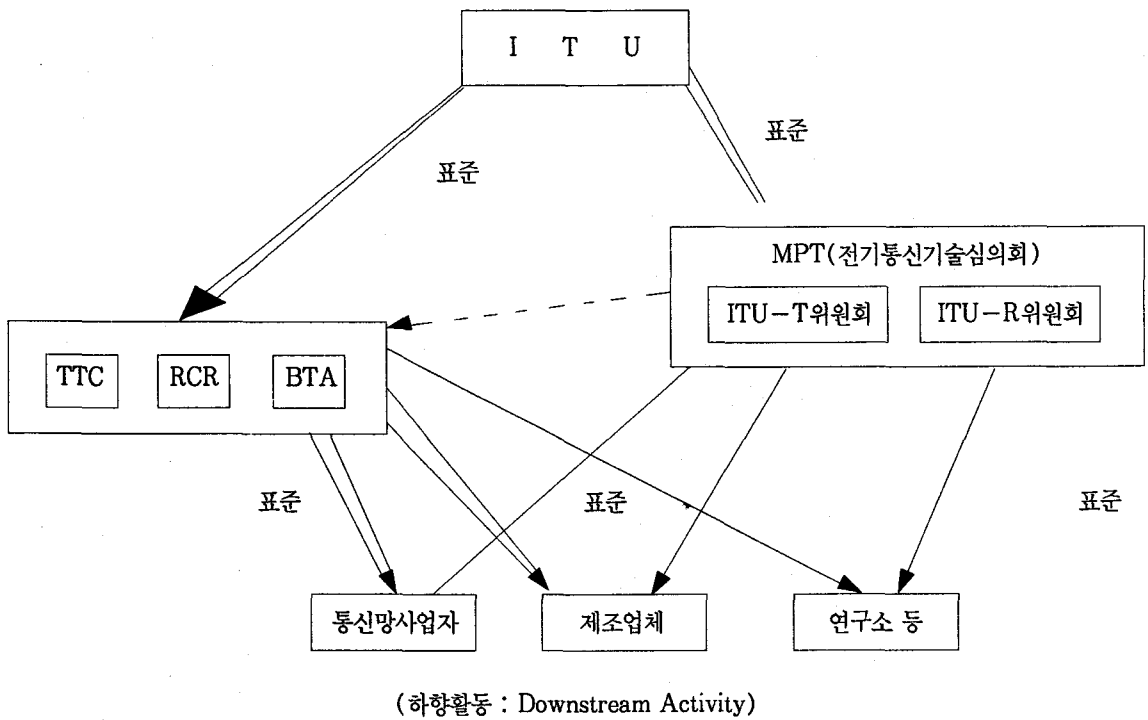 I T U
표준
표준
MPT(전기통신기술심의회)
ITU-T위원회
ITU-R위원회
TTC
RCR
BTA
표준
표준
표준
통신망사업자
제조업체
연구소 등
(하향활동 : Downstream Activity)